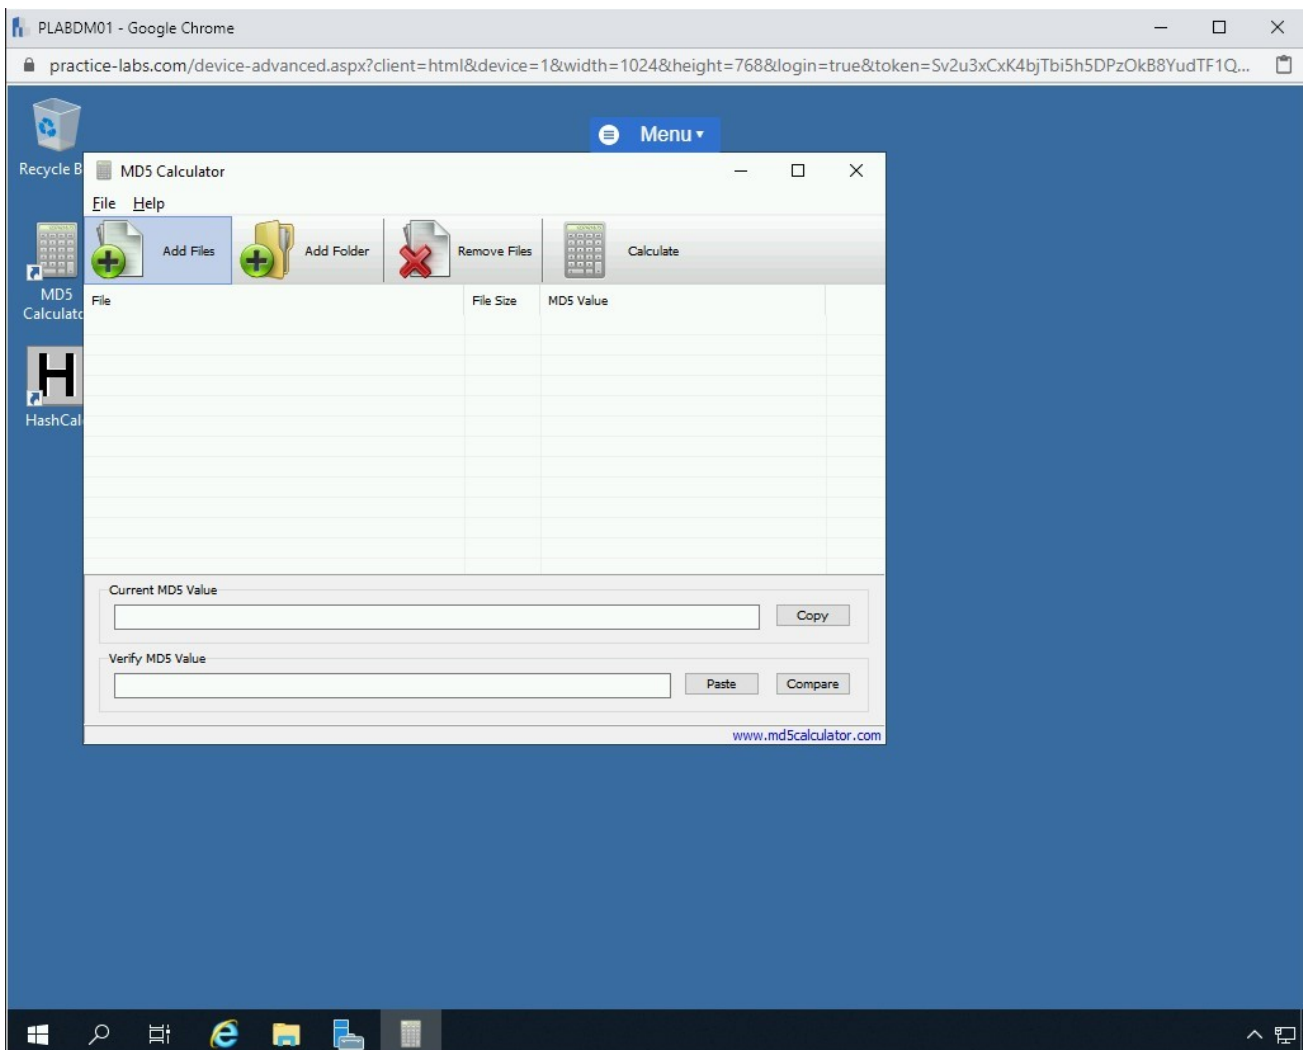 PLABDM01 - Google Chrome
practice-labs.com/device-advanced.aspx?client=html&device=1&width=1024&height=768&login=true&token=Sv2u3xCxK4bjTbi5h5DPzOkB8YudTF1Q...
Menu
Recycle B
MD5 Calculator
File Help
Add Files Add Folder Remove Files Calculate
MD5
Calculato
File File Size MD5 Value
H
HashCal
Current MD5 Value
Copy
Verify MD5 Value
Paste Compare
www.md5calculator.com